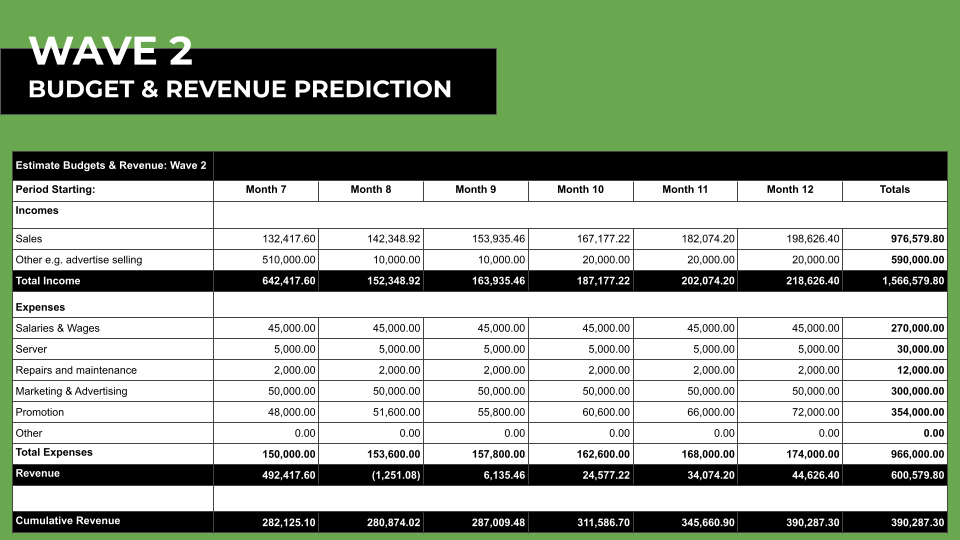 WAVE 2
BUDGET & REVENUE PREDICTION
Estimate Budgets & Revenue: Wave 2
Period Starting: Month 7 Month 8 Month 9 Month 10 Month 11 Month 12 Totals
Incomes
Sales 132,417.60 142,348.92 153,935.46 167,177.22 182,074.20 198,626.40 976,579.80
Other e.g. advertise selling 510,000.00 10,000.00 10,000.00 20,000.00 20,000.00 20,000.00 590,000.00
Total Income 642,417.60 152,348.92 163,935.46 187,177.22 202,074.20 218,626.40 1,566,579.80
Expenses
Salaries & Wages 45,000.00 45,000.00 45,000.00 45,000.00 45,000.00 45,000.00 270,000.00
Server 5,000.00 5,000.00 5,000.00 5,000.00 5,000.00 5,000.00 30,000.00
Repairs and maintenance 2,000.00 2,000.00 2,000.00 2,000.00 2,000.00 2,000.00 12,000.00
Marketing & Advertising 50,000.00 50,000.00 50,000.00 50,000.00 50,000.00 50,000.00 300,000.00
Promotion 48,000.00 51,600.00 55,800.00 60,600.00 66,000.00 72,000.00 354,000.00
Other 0.00 0.00 0.00 0.00 0.00 0.00 0.00
Total Expenses 150,000.00 153,600.00 157,800.00 162,600.00 168,000.00 174,000.00 966,000.00
Revenue 492,417.60 (1,251.08) 6,135.46 24,577.22 34,074.20 44,626.40 600,579.80
Cumulative Revenue 282,125.10 280,874.02 287,009.48 311,586.70 345,660.90 390,287.30 390,287.30